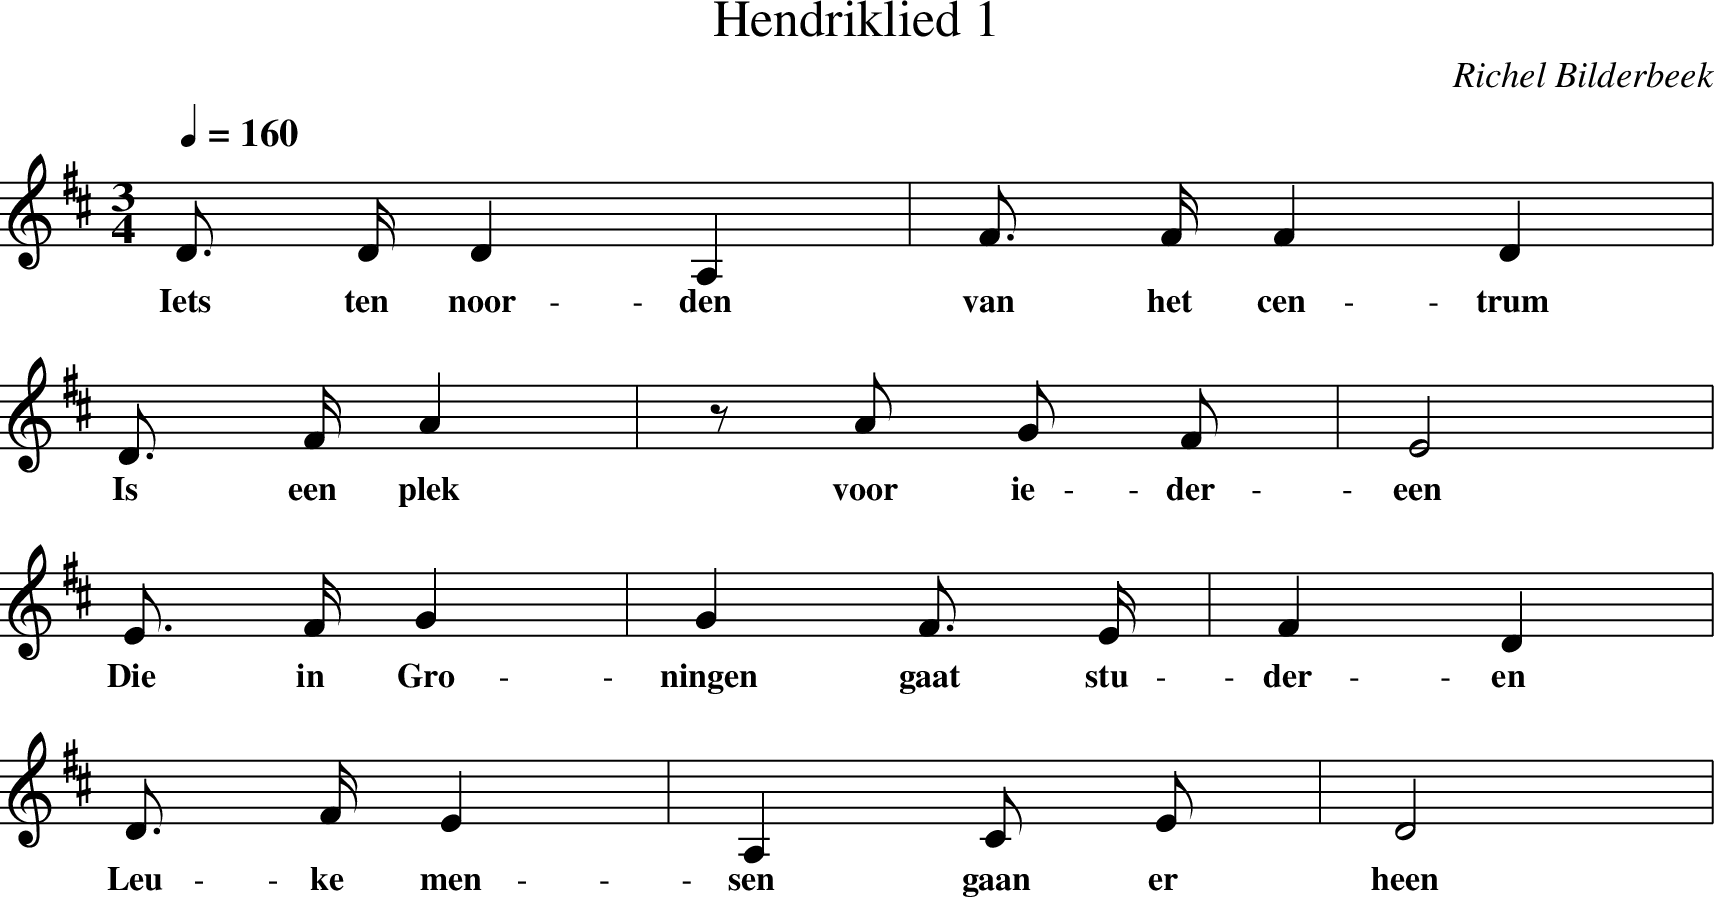 Hendriklied 1
Richel Bilderbeek
= 160
3
4
Iets ten noor - den van het cen - trum
Is een plek voor ie - der - een
Die in Gro - ningen gaat stu - der - en
Leu - ke men - sen gaan er heen